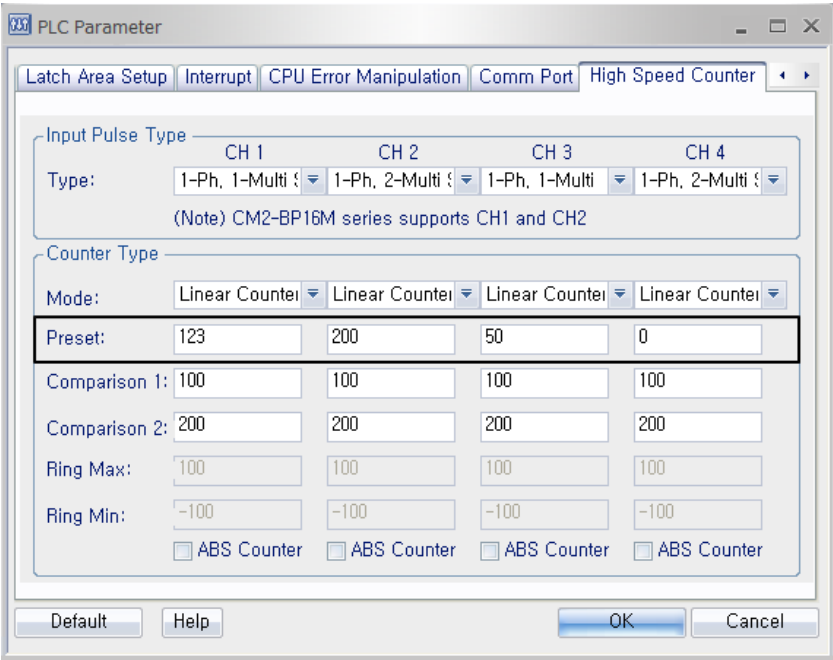 PLC Parameter
Latch Area Setup Interrupt CPU Error Manipulation Comm Port High Speed Counter
Input Pulse Type
CH 1 CH 2 CH 3 CH 4
Type: 1-Ph, 1-Multi 1-Ph, 2-Multi 1-Ph, 1-Multi 1-Ph, 2-Multi
(Note) CM2-BP16M series supports CH1 and CH2
Counter Type
Mode: Linear Counter Linear Counter Linear Counter Linear Counter
Preset: 123 200 50 0
Comparison 1: 100 100 100 100
Comparison 2: 200 200 200 200
Ring Max: 100 100 100 100
Ring Min: -100 -100 -100 -100
ABS Counter ABS Counter ABS Counter ABS Counter
Default Help OK Cancel